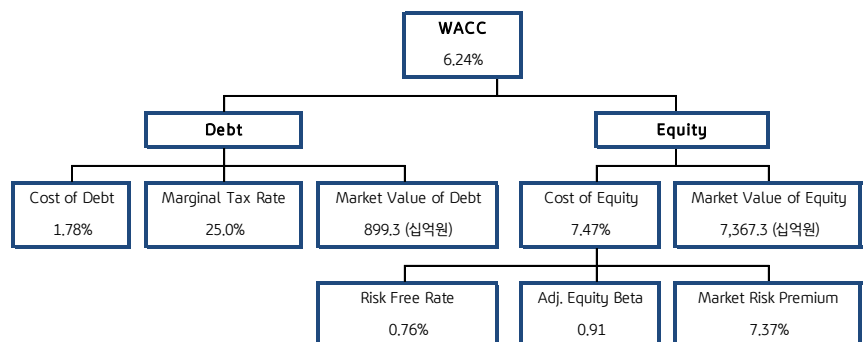 WACC
6.24%
Debt
Equity
Cost of Debt
1.78%
Marginal Tax Rate
25.0%
Market Value of Debt
899.3 (십억원)
Cost of Equity
7.47%
Market Value of Equity
7,367.3 (십억원)
Risk Free Rate
0.76%
Adj. Equity Beta
0.91
Market Risk Premium
7.37%